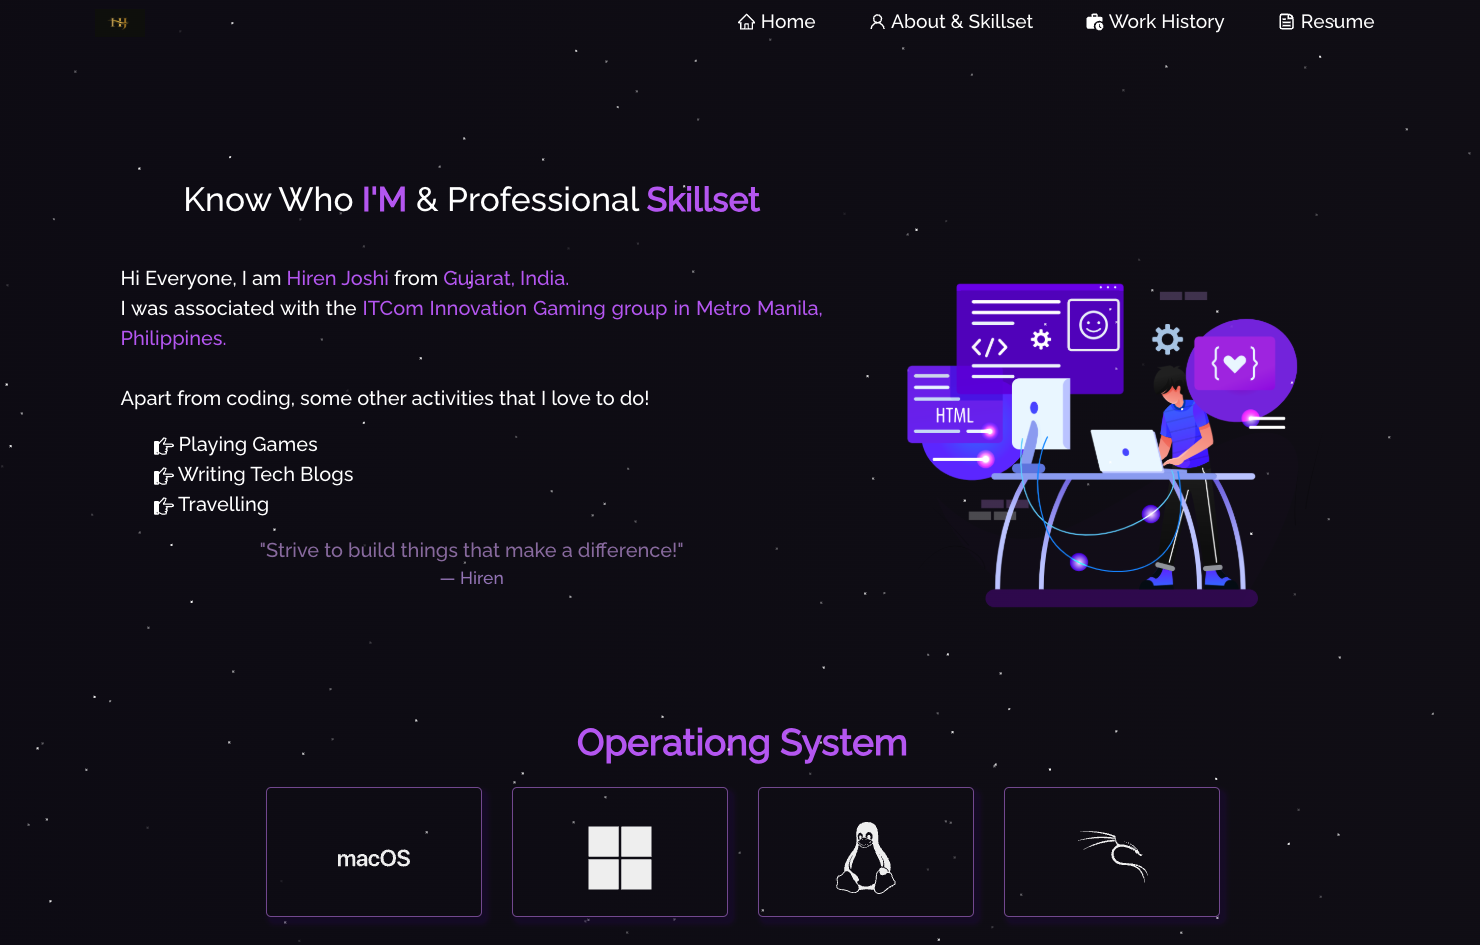 Home About & Skillset Work History Resume
Know Who I'M & Professional Skillset
Hi Everyone, I am Hiren Joshi from Gujarat, India.
I was associated with the ITCom Innovation Gaming group in Metro Manila,
Philippines.
Apart from coding, some other activities that I love to do!
Playing Games
Writing Tech Blogs
Travelling
"Strive to build things that make a difference!"
— Hiren
</>
{ }
HTML
Operationg System
macOS